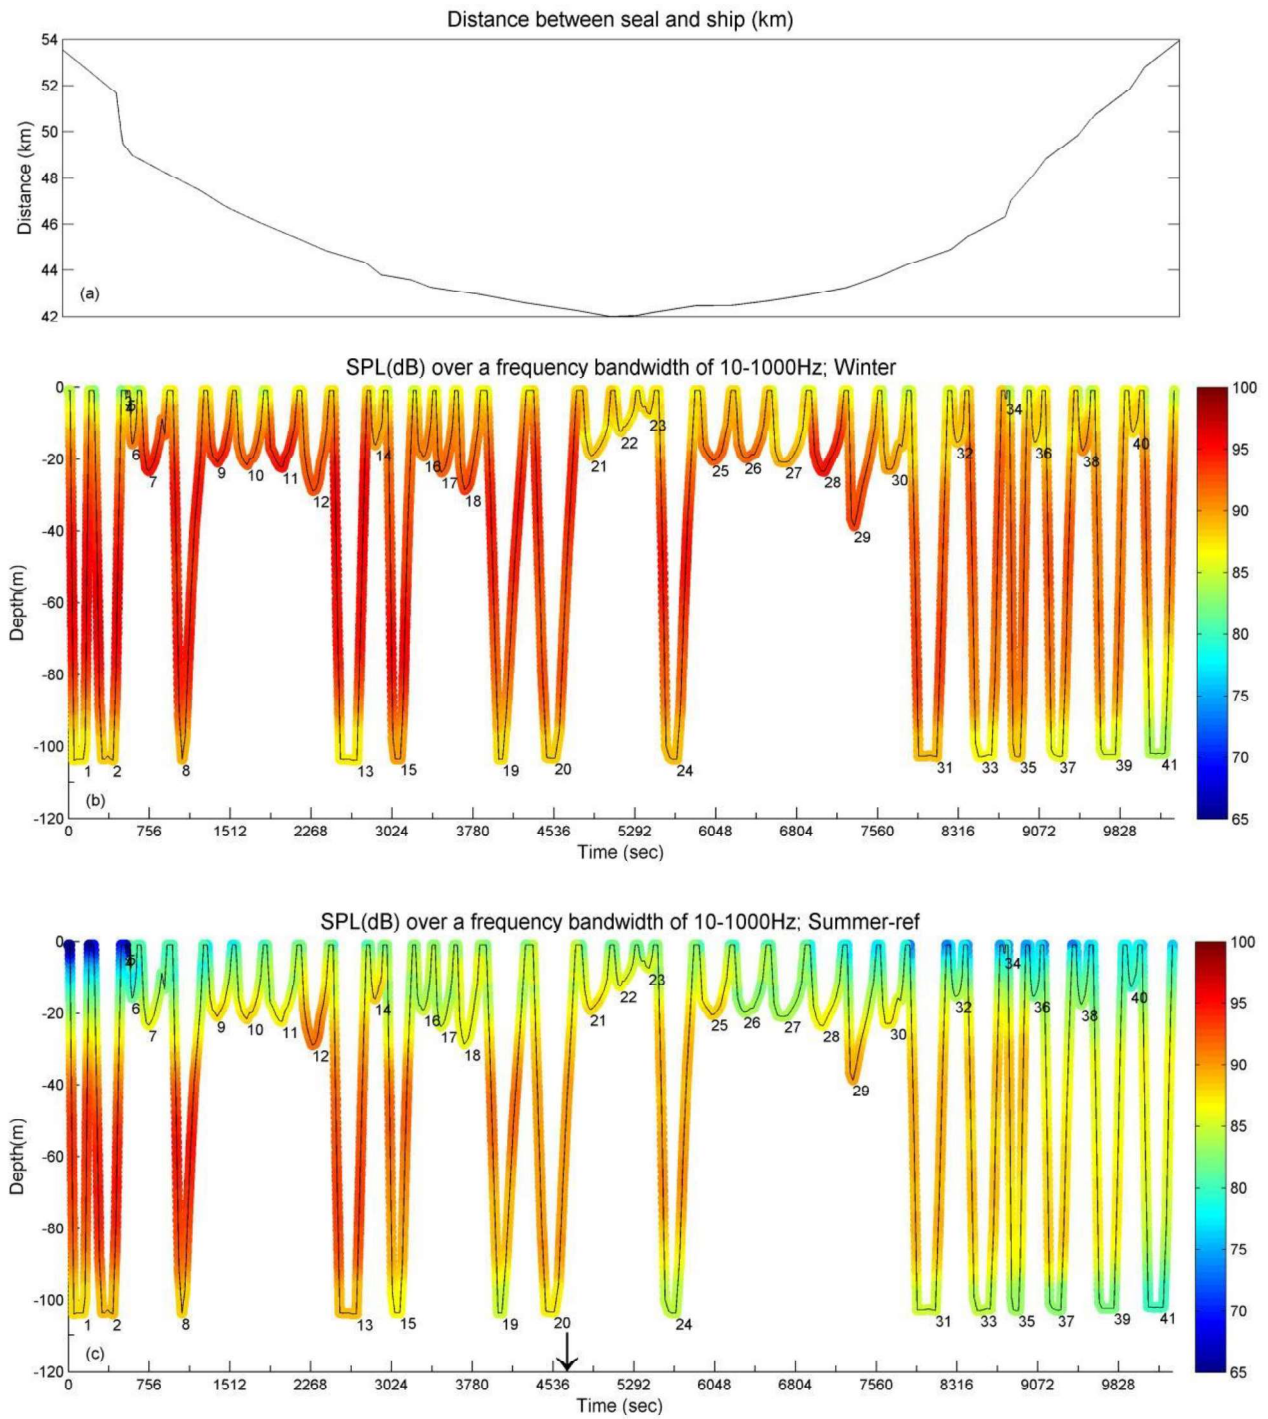 Distance between seal and ship (km)
54
52
50
48
46
44
42
Distance (km)
(a)
SPL(dB) over a frequency bandwidth of 10-1000Hz; Winter
0
-20
-40
-60
-80
-100
-120
Depth(m)
6 7 9 10 11 12 14 16 17 18 21 22 23 25 26 27 28 29 30 32 34 36 38 40
1 2 8 13 15 19 20 24 31 33 35 37 39 41
(b)
0 756 1512 2268 3024 3780 4536 5292 6048 6804 7560 8316 9072 9828
Time (sec)
100
95
90
85
80
75
70
65
SPL(dB) over a frequency bandwidth of 10-1000Hz; Summer-ref
0
-20
-40
-60
-80
-100
-120
Depth(m)
6 7 9 10 11 12 14 16 17 18 21 22 23 25 26 27 28 29 30 32 34 36 38 40
1 2 8 13 15 19 20 24 31 33 35 37 39 41
(c)
0 756 1512 2268 3024 3780 4536 5292 6048 6804 7560 8316 9072 9828
Time (sec)
100
95
90
85
80
75
70
65